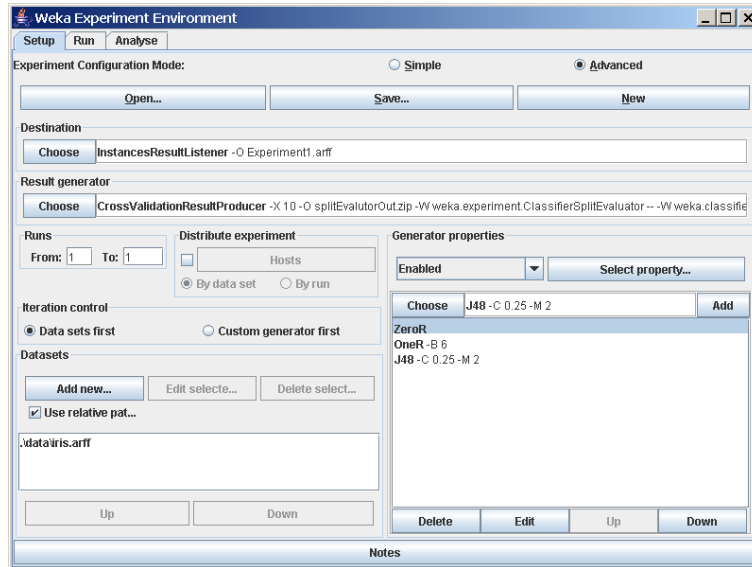 Weka Experiment Environment
Setup Run Analyse
Experiment Configuration Mode: Simple Advanced
Open... Save... New
Destination
Choose InstancesResultListener -O Experiment1.arff
Result generator
Choose CrossValidationResultProducer -X 10 -O splitEvalutorOut.zip -W weka.experiment.ClassifierSplitEvaluator -- -W weka.classifie
Runs
From: 1 To: 1
Distribute experiment
Hosts
By data set By run
Generator properties
Enabled Select property...
Iteration control
Data sets first Custom generator first
Choose J48 -C 0.25 -M 2 Add
ZeroR
OneR -B 6
J48 -C 0.25 -M 2
Datasets
Add new... Edit selecte... Delete select...
Use relative pat...
.\data\iris.arff
Up Down
Delete Edit Up Down
Notes